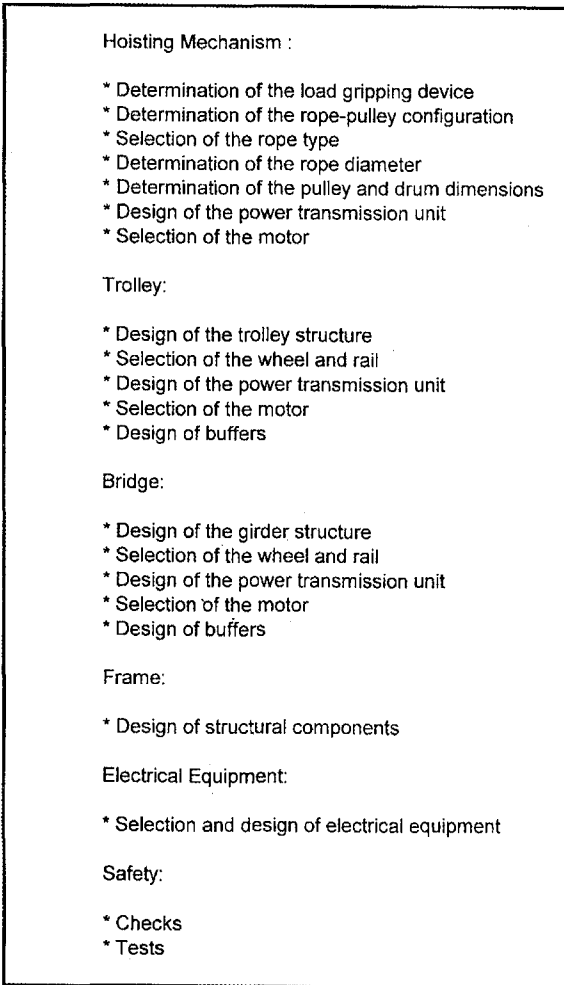 Hoisting Mechanism :
* Determination of the load gripping device
* Determination of the rope-pulley configuration
* Selection of the rope type
* Determination of the rope diameter
* Determination of the pulley and drum dimensions
* Design of the power transmission unit
* Selection of the motor
Trolley:
* Design of the trolley structure
* Selection of the wheel and rail
* Design of the power transmission unit
* Selection of the motor
* Design of buffers
Bridge:
* Design of the girder structure
* Selection of the wheel and rail
* Design of the power transmission unit
* Selection of the motor
* Design of buffers
Frame:
* Design of structural components
Electrical Equipment:
* Selection and design of electrical equipment
Safety:
* Checks
* Tests